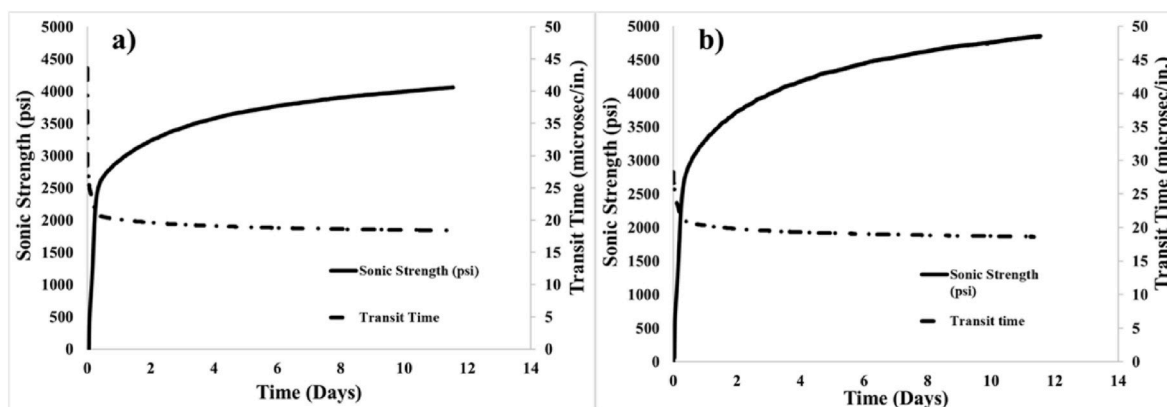 a)
5000
4500
4000
3500
3000
2500
2000
1500
1000
500
0
Sonic Strength (psi)
50
45
40
35
30
25
20
15
10
5
0
Transit Time (microsec/in.)
Sonic Strength (psi)
Transit Time
0 2 4 6 8 10 12 14
Time (Days)
b)
5000
4500
4000
3500
3000
2500
2000
1500
1000
500
0
Sonic Strength (psi)
50
45
40
35
30
25
20
15
10
5
0
Transit Time (microsec/in.)
Sonic Strength
(psi)
Transit time
0 2 4 6 8 10 12 14
Time (Days)